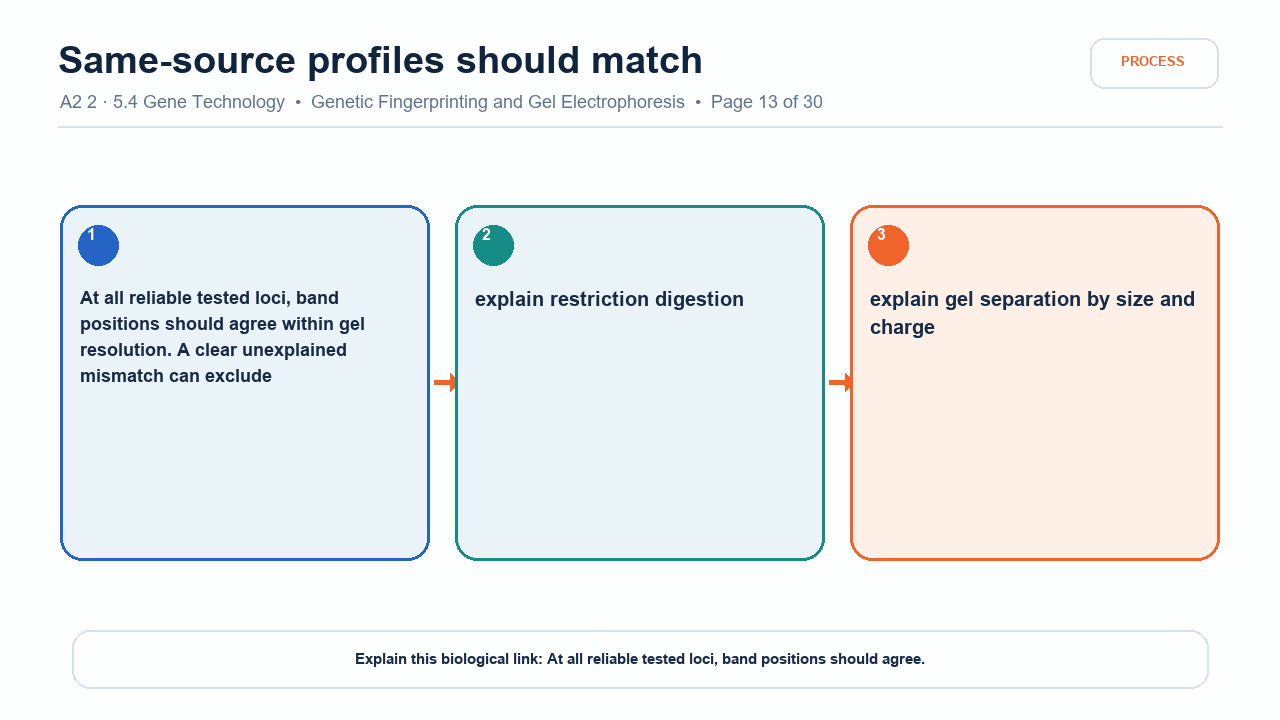 Same-source profiles should match
PROCESS
A2 2 · 5.4 Gene Technology • Genetic Fingerprinting and Gel Electrophoresis • Page 13 of 30
1
At all reliable tested loci, band
positions should agree within gel
resolution. A clear unexplained
mismatch can exclude
2
explain restriction digestion
3
explain gel separation by size and
charge
Explain this biological link: At all reliable tested loci, band positions should agree.